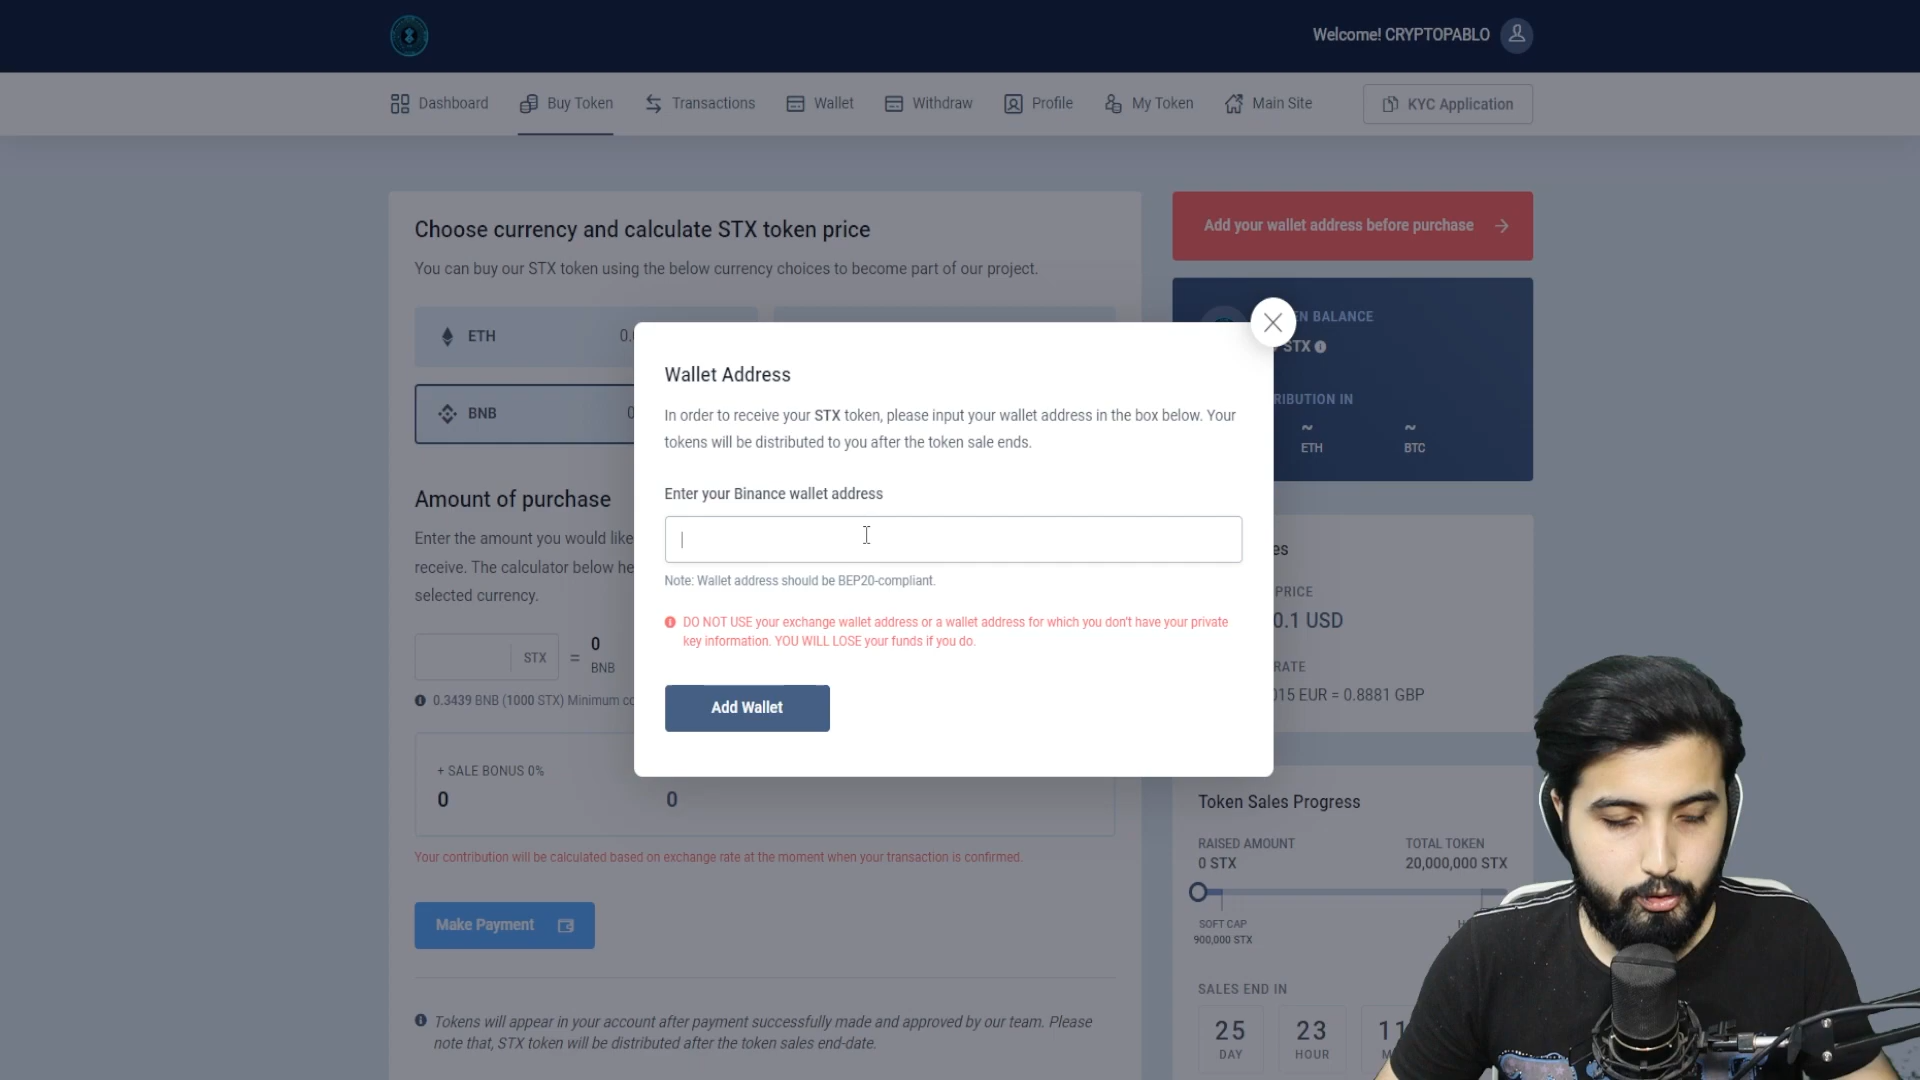 Welcome! CRYPTOPABLO
Dashboard
Buy Token
Transactions
Wallet
Withdraw
Profile
My Token
Main Site
KYC Application
Choose currency and calculate STX token price
You can buy our STX token using the below currency choices to become part of our project.
ETH
0.
BNB
0
Amount of purchase
Enter the amount you would like
receive. The calculator below he
selected currency.
STX
=
0
BNB
0.3439 BNB (1000 STX) Minimum co
+ SALE BONUS 0%
0
0
Your contribution will be calculated based on exchange rate at the moment when your transaction is confirmed.
Make Payment
Tokens will appear in your account after payment successfully made and approved by our team. Please
note that, STX token will be distributed after the token sales end-date.
Wallet Address
In order to receive your STX token, please input your wallet address in the box below. Your
tokens will be distributed to you after the token sale ends.
Enter your Binance wallet address
Note: Wallet address should be BEP20-compliant.
DO NOT USE your exchange wallet address or a wallet address for which you don't have your private
key information. YOU WILL LOSE your funds if you do.
Add Wallet
Add your wallet address before purchase
EN BALANCE
STX
RIBUTION IN
~
ETH
~
BTC
es
PRICE
0.1 USD
RATE
015 EUR = 0.8881 GBP
Token Sales Progress
RAISED AMOUNT
0 STX
TOTAL TOKEN
20,000,000 STX
SOFT CAP
900,000 STX
H
SALES END IN
25
DAY
23
HOUR
11
M